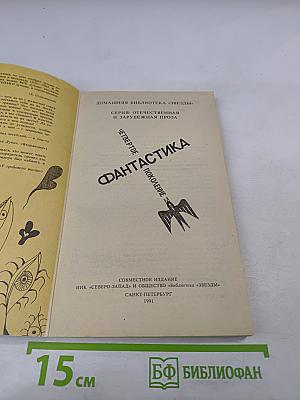 ДОМАШНЯЯ БИБЛИОТЕКА «ЗВЕЗДЫ»
СЕРИЯ: ОТЕЧЕСТВЕННАЯ
И ЗАРУБЕЖНАЯ ПРОЗА
ФАНТАСТИКА
ЧЕТВЕРТОЕ
ПОКОЛЕНИЕ
СОВМЕСТНОЕ ИЗДАНИЕ
ИПК «СЕВЕРО-ЗАПАД» И ОБЩЕСТВО «Библиотека «ЗВЕЗДЫ»
САНКТ-ПЕТЕРБУРГ
1991
15 см
БФ БИБЛИОФАН